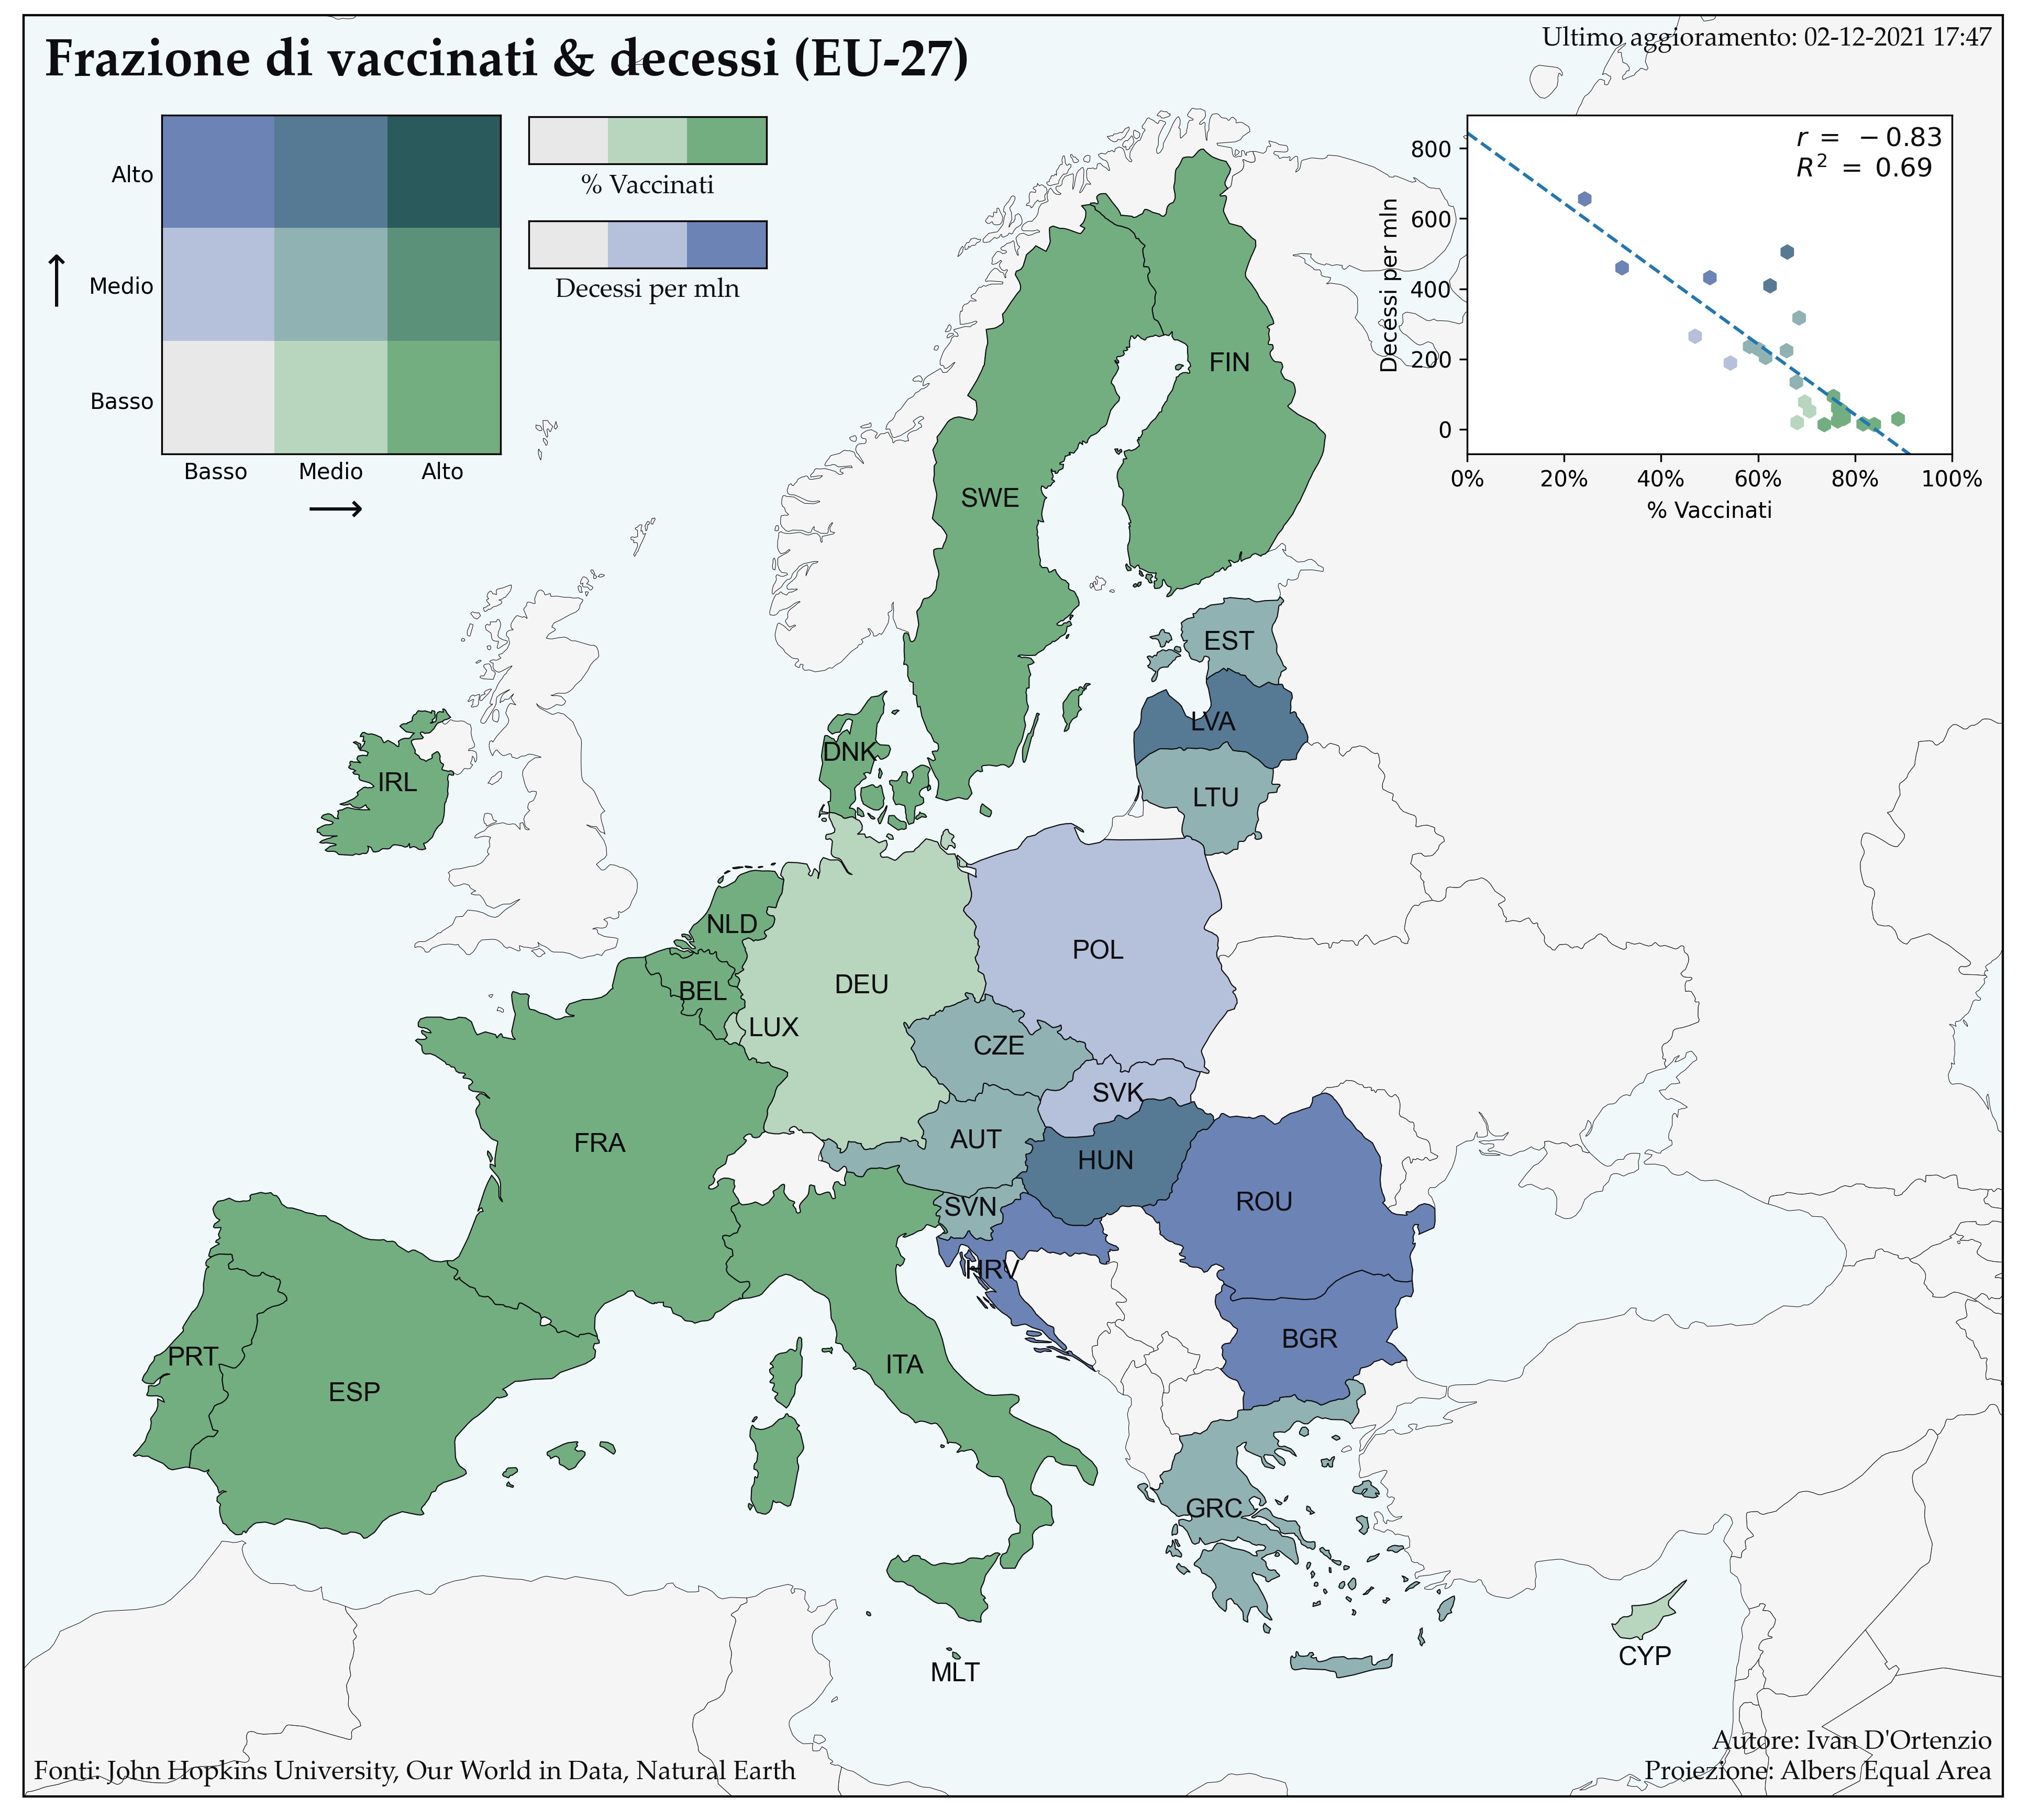 Frazione di vaccinati & decessi (EU-27)
Ultimo aggioramento: 02-12-2021 17:47
Alto
Medio
Basso
Basso Medio Alto
% Vaccinati
Decessi per mln
r = −0.83
R² = 0.69
Decessi per mln
800
600
400
200
0
0% 20% 40% 60% 80% 100%
% Vaccinati
FIN
SWE
EST
LVA
DNK
IRL
LTU
NLD
POL
DEU
BEL
LUX
CZE
SVK
AUT
FRA
HUN
ROU
SVN
HRV
BGR
PRT
ITA
ESP
GRC
CYP
MLT
Autore: Ivan D'Ortenzio
Fonti: John Hopkins University, Our World in Data, Natural Earth
Proiezione: Albers Equal Area